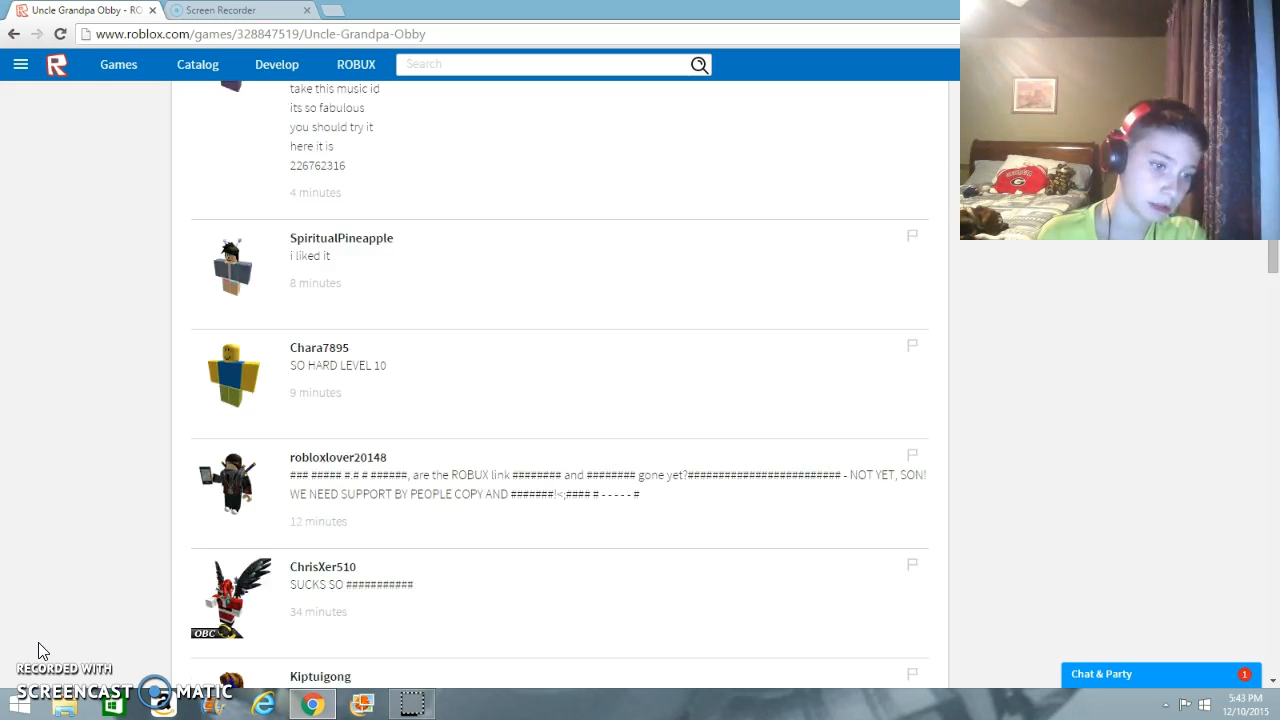 Uncle Grandpa Obby - RO
Screen Recorder
www.roblox.com/games/328847519/Uncle-Grandpa-Obby
Games
Catalog
Develop
ROBUX
Search
take this music id
its so fabulous
you should try it
here it is
226762316
4 minutes
SpiritualPineapple
i liked it
8 minutes
Chara7895
SO HARD LEVEL 10
9 minutes
robloxlover20148
### ##### #.#.# ######, are the ROBUX link ######## and ######## gone yet?######################## - NOT YET, SON!
WE NEED SUPPORT BY PEOPLE COPY AND #######!<;#### # - - - - - #
12 minutes
ChrisXer510
SUCKS SO ###########
34 minutes
OBC
Kiptuigong
RECORDED WITH
SCREENCAST MATIC
Chat & Party
1
5:43 PM
12/10/2015